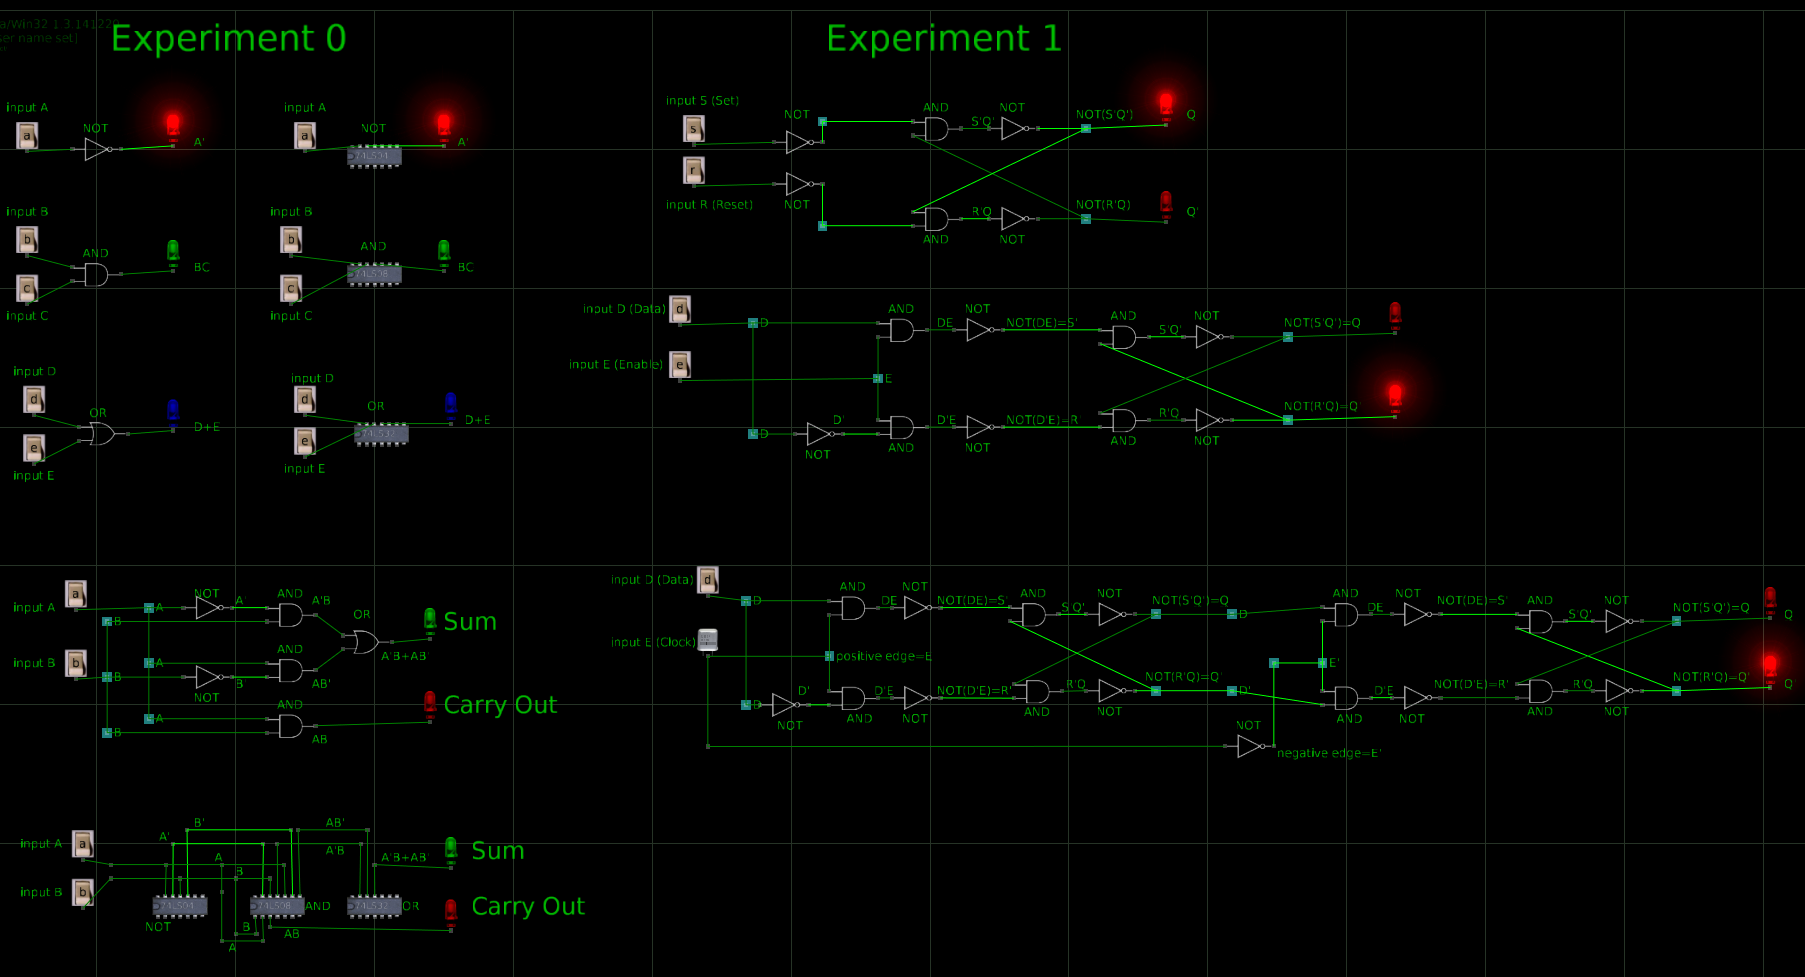 a/Win32 1.3.141220
ser name set]
Experiment 0
input A
a
NOT
A'
input A
a
NOT
74LS04
A'
input B
b
AND
BC
c
input C
input B
b
AND
74LS08
BC
c
input C
input D
d
OR
D+E
e
input E
input D
d
OR
74LS32
D+E
e
input E
a
input A
A
NOT
A'
AND
A'B
OR
B
Sum
b
input B
A
B
NOT
B'
AND
AB'
A'B+AB'
A
B
AND
AB
Carry Out
input A
a
B'
AB'
A'
A
A'B
A'B+AB'
Sum
input B
b
B
74LS04
74LS08
AND
74LS32
OR
Carry Out
NOT
B
AB
A
Experiment 1
input S (Set)
s
NOT
AND
S'Q'
NOT
NOT(S'Q')
Q
r
input R (Reset)
NOT
AND
R'Q
NOT
NOT(R'Q)
Q'
input D (Data)
d
D
AND
DE
NOT
NOT(DE)=S'
AND
S'Q'
NOT
NOT(S'Q')=Q
input E (Enable)
e
E
D
D'
NOT
D'E
AND
NOT
NOT(D'E)=R
R'Q
AND
NOT
NOT(R'Q)=Q'
input D (Data)
d
D
AND
DE
NOT
NOT(DE)=S'
AND
S'Q'
NOT
NOT(S'Q')=Q
D
AND
DE
NOT
NOT(DE)=S'
AND
S'Q'
NOT
NOT(S'Q')=Q
Q
input E (Clock)
positive edge=E
E'
D
D'
NOT
D'E
AND
NOT
NOT(D'E)=R'
R'Q
AND
NOT
NOT(R'Q)=Q'
D'
AND
D'E
NOT
NOT(D'E)=R'
AND
R'Q
NOT
NOT(R'Q)=Q'
Q'
NOT
negative edge=E'